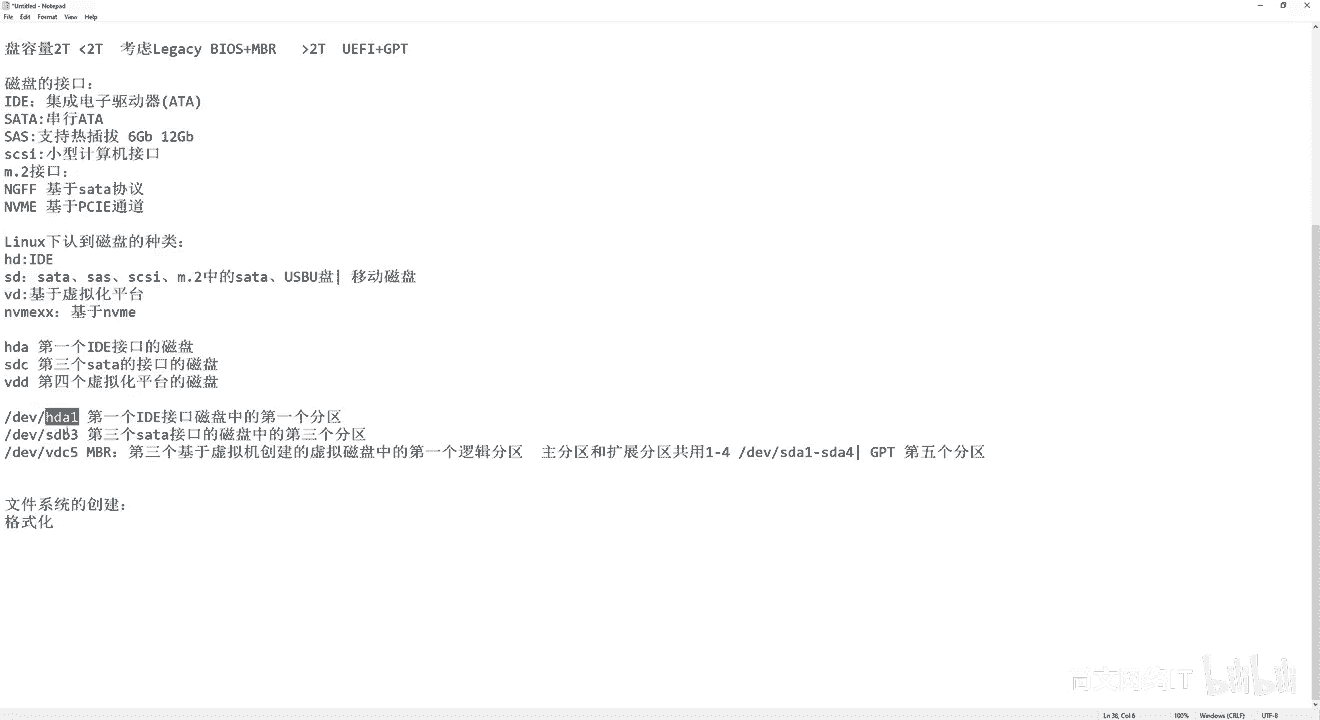 *Untitled - Notepad
File Edit Format View Help
盘容量2T <2T 考虑Legacy BIOS+MBR >2T UEFI+GPT
磁盘的接口：
IDE：集成电子驱动器(ATA)
SATA:串行ATA
SAS:支持热插拔 6Gb 12Gb
scsi:小型计算机接口
m.2接口：
NGFF 基于sata协议
NVME 基于PCIE通道
Linux下认到磁盘的种类：
hd:IDE
sd：sata、sas、scsi、m.2中的sata、USBU盘| 移动磁盘
vd:基于虚拟化平台
nvmexx：基于nvme
hda 第一个IDE接口的磁盘
sdc 第三个sata的接口的磁盘
vdd 第四个虚拟化平台的磁盘
/dev/hda1 第一个IDE接口磁盘中的第一个分区
/dev/sdb3 第三个sata接口的磁盘中的第三个分区
/dev/vdc5 MBR：第三个基于虚拟机创建的虚拟磁盘中的第一个逻辑分区 主分区和扩展分区共用1-4 /dev/sda1-sda4| GPT 第五个分区
文件系统的创建：
格式化
尚文网络IT bilibili
Ln 38, Col 6 100% Windows (CRLF) UTF-8